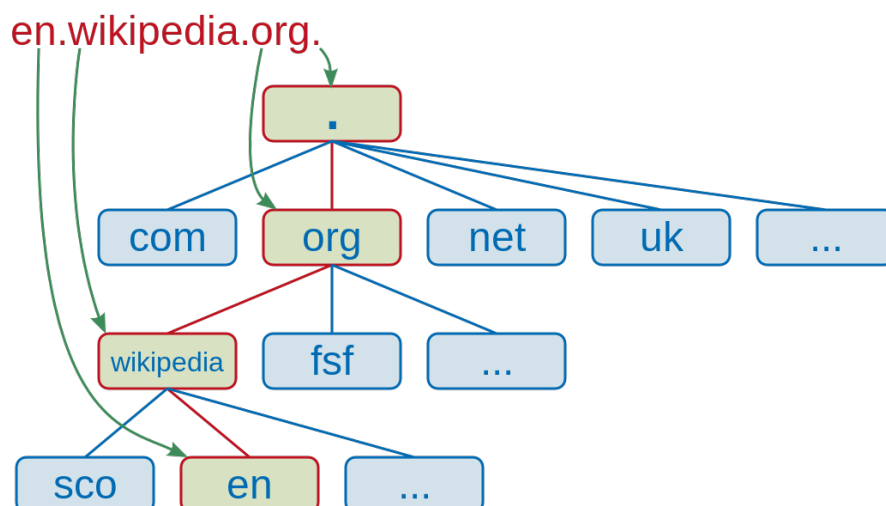 en.wikipedia.org.
.
com org net uk ...
wikipedia fsf ...
sco en ...